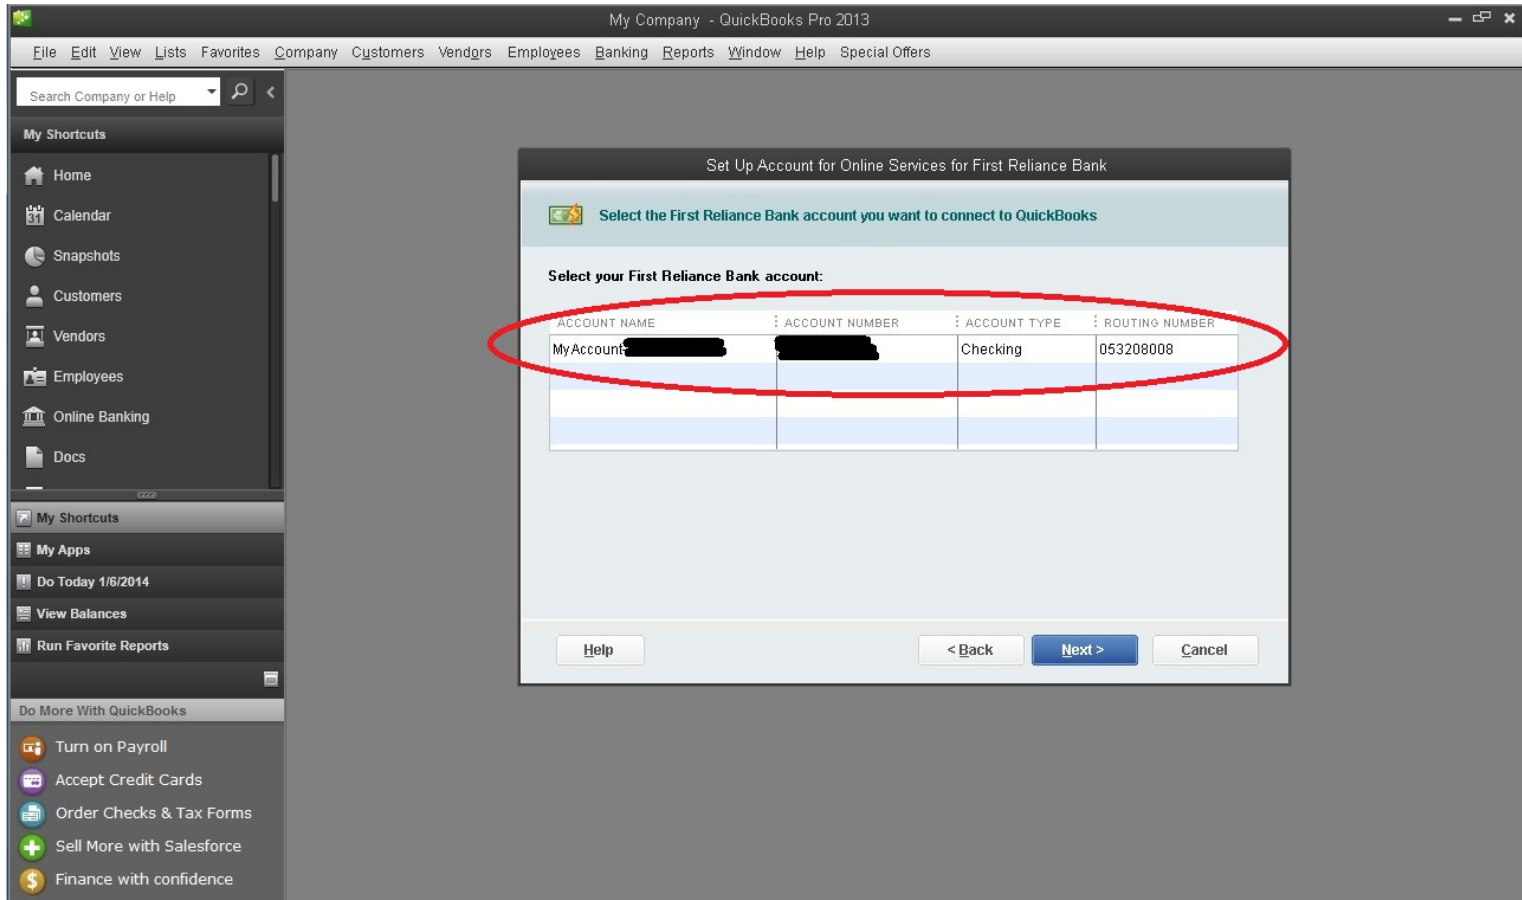 My Company - QuickBooks Pro 2013
File Edit View Lists Favorites Company Customers Vendors Employees Banking Reports Window Help Special Offers
Search Company or Help
My Shortcuts
Home
31
Calendar
Snapshots
Customers
Vendors
Employees
Online Banking
Docs
My Shortcuts
My Apps
Do Today 1/6/2014
View Balances
Run Favorite Reports
Do More With QuickBooks
Turn on Payroll
Accept Credit Cards
Order Checks & Tax Forms
Sell More with Salesforce
$
Finance with confidence
Set Up Account for Online Services for First Reliance Bank
Select the First Reliance Bank account you want to connect to QuickBooks
Select your First Reliance Bank account:
ACCOUNT NAME ACCOUNT NUMBER ACCOUNT TYPE ROUTING NUMBER
My Account- Checking 053208008
Help < Back Next > Cancel